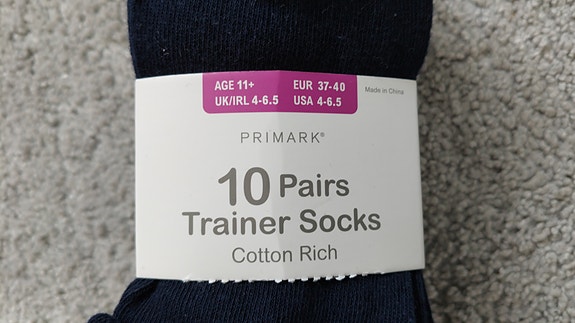 AGE 11+ EUR 37-40
UK/IRL 4-6.5 USA 4-6.5
Made in China
PRIMARK®
10 Pairs
Trainer Socks
Cotton Rich